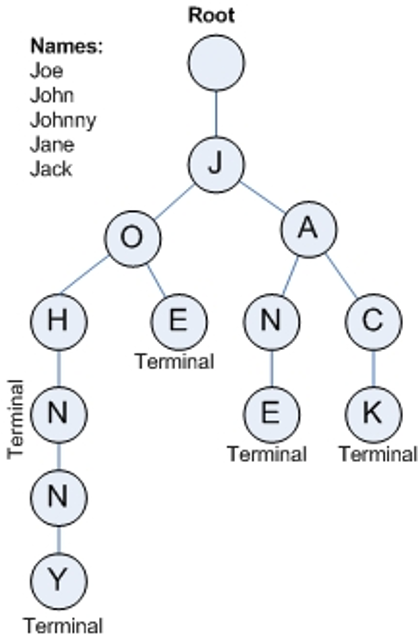 Root
Names:
Joe
John
Johnny
Jane
Jack
J
O
A
H
E
N
C
Terminal
Terminal
N
E
K
Terminal
Terminal
N
Y
Terminal